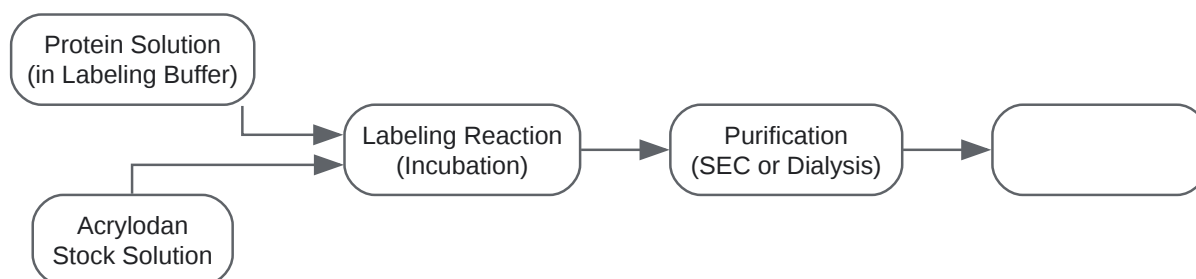 Protein Solution
(in Labeling Buffer)
Labeling Reaction
(Incubation)
Purification
(SEC or Dialysis)
Acrylodan
Stock Solution